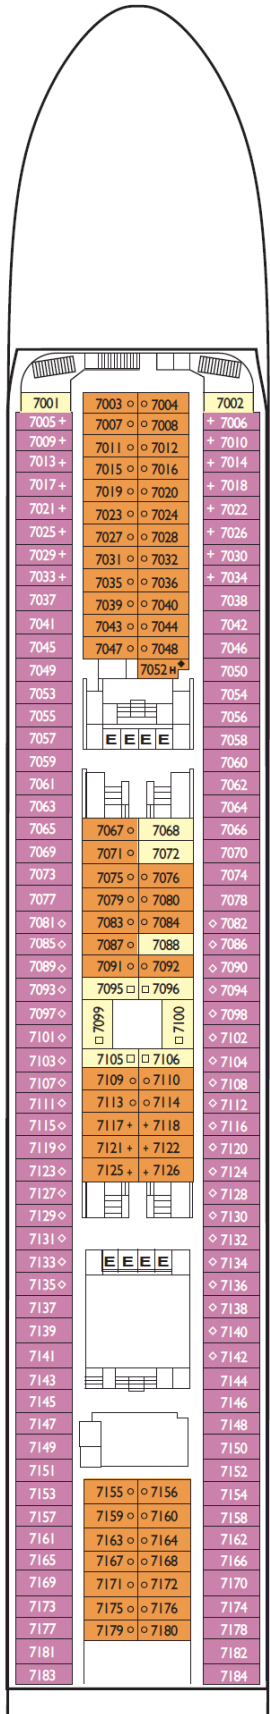 7001 7002
7003 ○ ○ 7004
7005 + + 7006
7007 ○ ○ 7008
7009 + + 7010
7011 ○ ○ 7012
7013 + + 7014
7015 ○ ○ 7016
7017 + + 7018
7019 ○ ○ 7020
7021 + + 7022
7023 ○ ○ 7024
7025 + + 7026
7027 ○ ○ 7028
7029 + + 7030
7031 ○ ○ 7032
7033 + + 7034
7035 ○ ○ 7036
7037 7038
7039 ○ ○ 7040
7041 7042
7043 ○ ○ 7044
7045 7046
7047 ○ ○ 7048
7049 7052 H ◆ 7050
7053 7054
7055 7056
7057 E E E E 7058
7059 7060
7061 7062
7063 7064
7065 7067 ○ 7068 7066
7069 7071 ○ 7072 7070
7073 7075 ○ ○ 7076 7074
7077 7079 ○ ○ 7080 7078
7081 ◇ 7083 ○ ○ 7084 ◇ 7082
7085 ◇ 7087 ○ 7088 ◇ 7086
7089 ◇ 7091 ○ ○ 7092 ◇ 7090
7093 ◇ 7095 □ □ 7096 ◇ 7094
7097 ◇ □ 7099 □ 7100 ◇ 7098
7101 ◇ ◇ 7102
7103 ◇ 7105 □ □ 7106 ◇ 7104
7107 ◇ 7109 ○ ○ 7110 ◇ 7108
7111 ◇ 7113 ○ ○ 7114 ◇ 7112
7115 ◇ 7117 + + 7118 ◇ 7116
7119 ◇ 7121 + + 7122 ◇ 7120
7123 ◇ 7125 + + 7126 ◇ 7124
7127 ◇ ◇ 7128
7129 ◇ ◇ 7130
7131 ◇ ◇ 7132
7133 ◇ E E E E ◇ 7134
7135 ◇ ◇ 7136
7137 ◇ 7138
7139 ◇ 7140
7141 ◇ 7142
7143 7144
7145 7146
7147 7148
7149 7150
7151 7152
7153 7155 ○ ○ 7156 7154
7157 7159 ○ ○ 7160 7158
7161 7163 ○ ○ 7164 7162
7165 7167 ○ ○ 7168 7166
7169 7171 ○ ○ 7172 7170
7173 7175 ○ ○ 7176 7174
7177 7179 ○ ○ 7180 7178
7181 7182
7183 7184